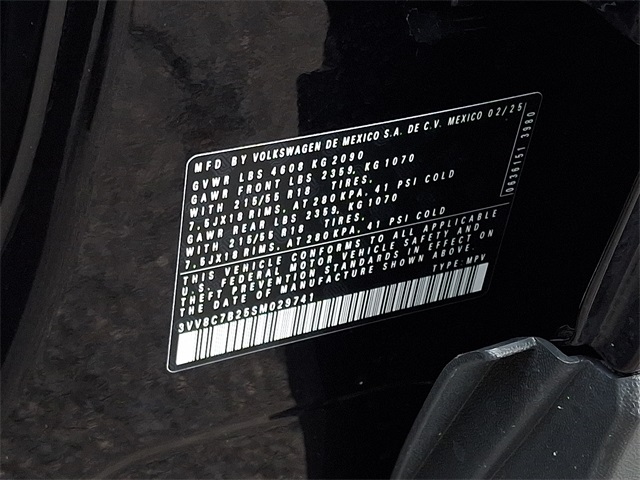 MFD BY VOLKSWAGEN DE MEXICO S.A. DE C.V. MEXICO 02/25
GVWR LBS 4608 KG 2090
GAWR FRONT LBS 2359, KG 1070
WITH 215/55 R18 TIRES.
7.5JX18 RIMS, AT 280KPA, 41 PSI COLD
GAWR REAR LBS 2359, KG 1070
WITH 215/55 R18 TIRES.
7.5JX18 RIMS, AT 280KPA, 41 PSI COLD
THIS VEHICLE CONFORMS TO ALL APPLICABLE
U.S. FEDERAL MOTOR VEHICLE SAFETY AND
THEFT PREVENTION STANDARDS IN EFFECT ON
THE DATE OF MANUFACTURE SHOWN ABOVE.
3VV8C7B25SM029741 TYPE: MPV
0636151 3980